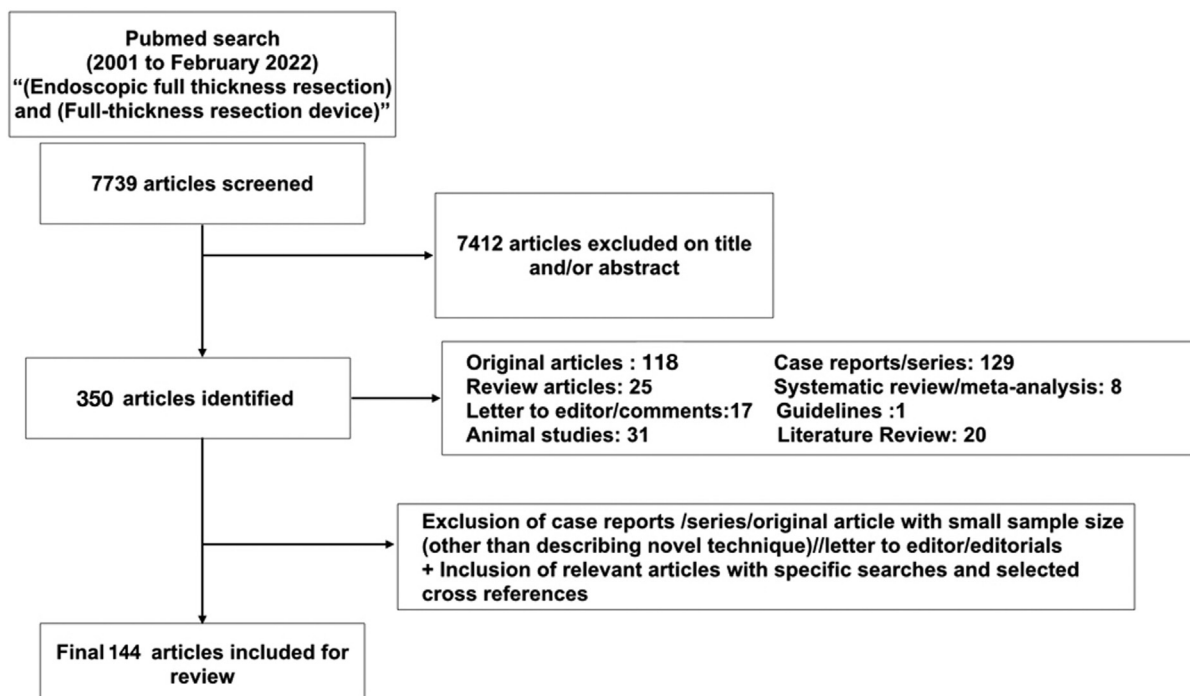 Pubmed search
(2001 to February 2022)
“(Endoscopic full thickness resection)
and (Full-thickness resection device)”
7739 articles screened
7412 articles excluded on title
and/or abstract
350 articles identified
Original articles : 118
Case reports/series: 129
Review articles: 25
Systematic review/meta-analysis: 8
Letter to editor/comments:17
Guidelines :1
Animal studies: 31
Literature Review: 20
Exclusion of case reports /series/original article with small sample size
(other than describing novel technique)//letter to editor/editorials
+ Inclusion of relevant articles with specific searches and selected
cross references
Final 144 articles included for
review